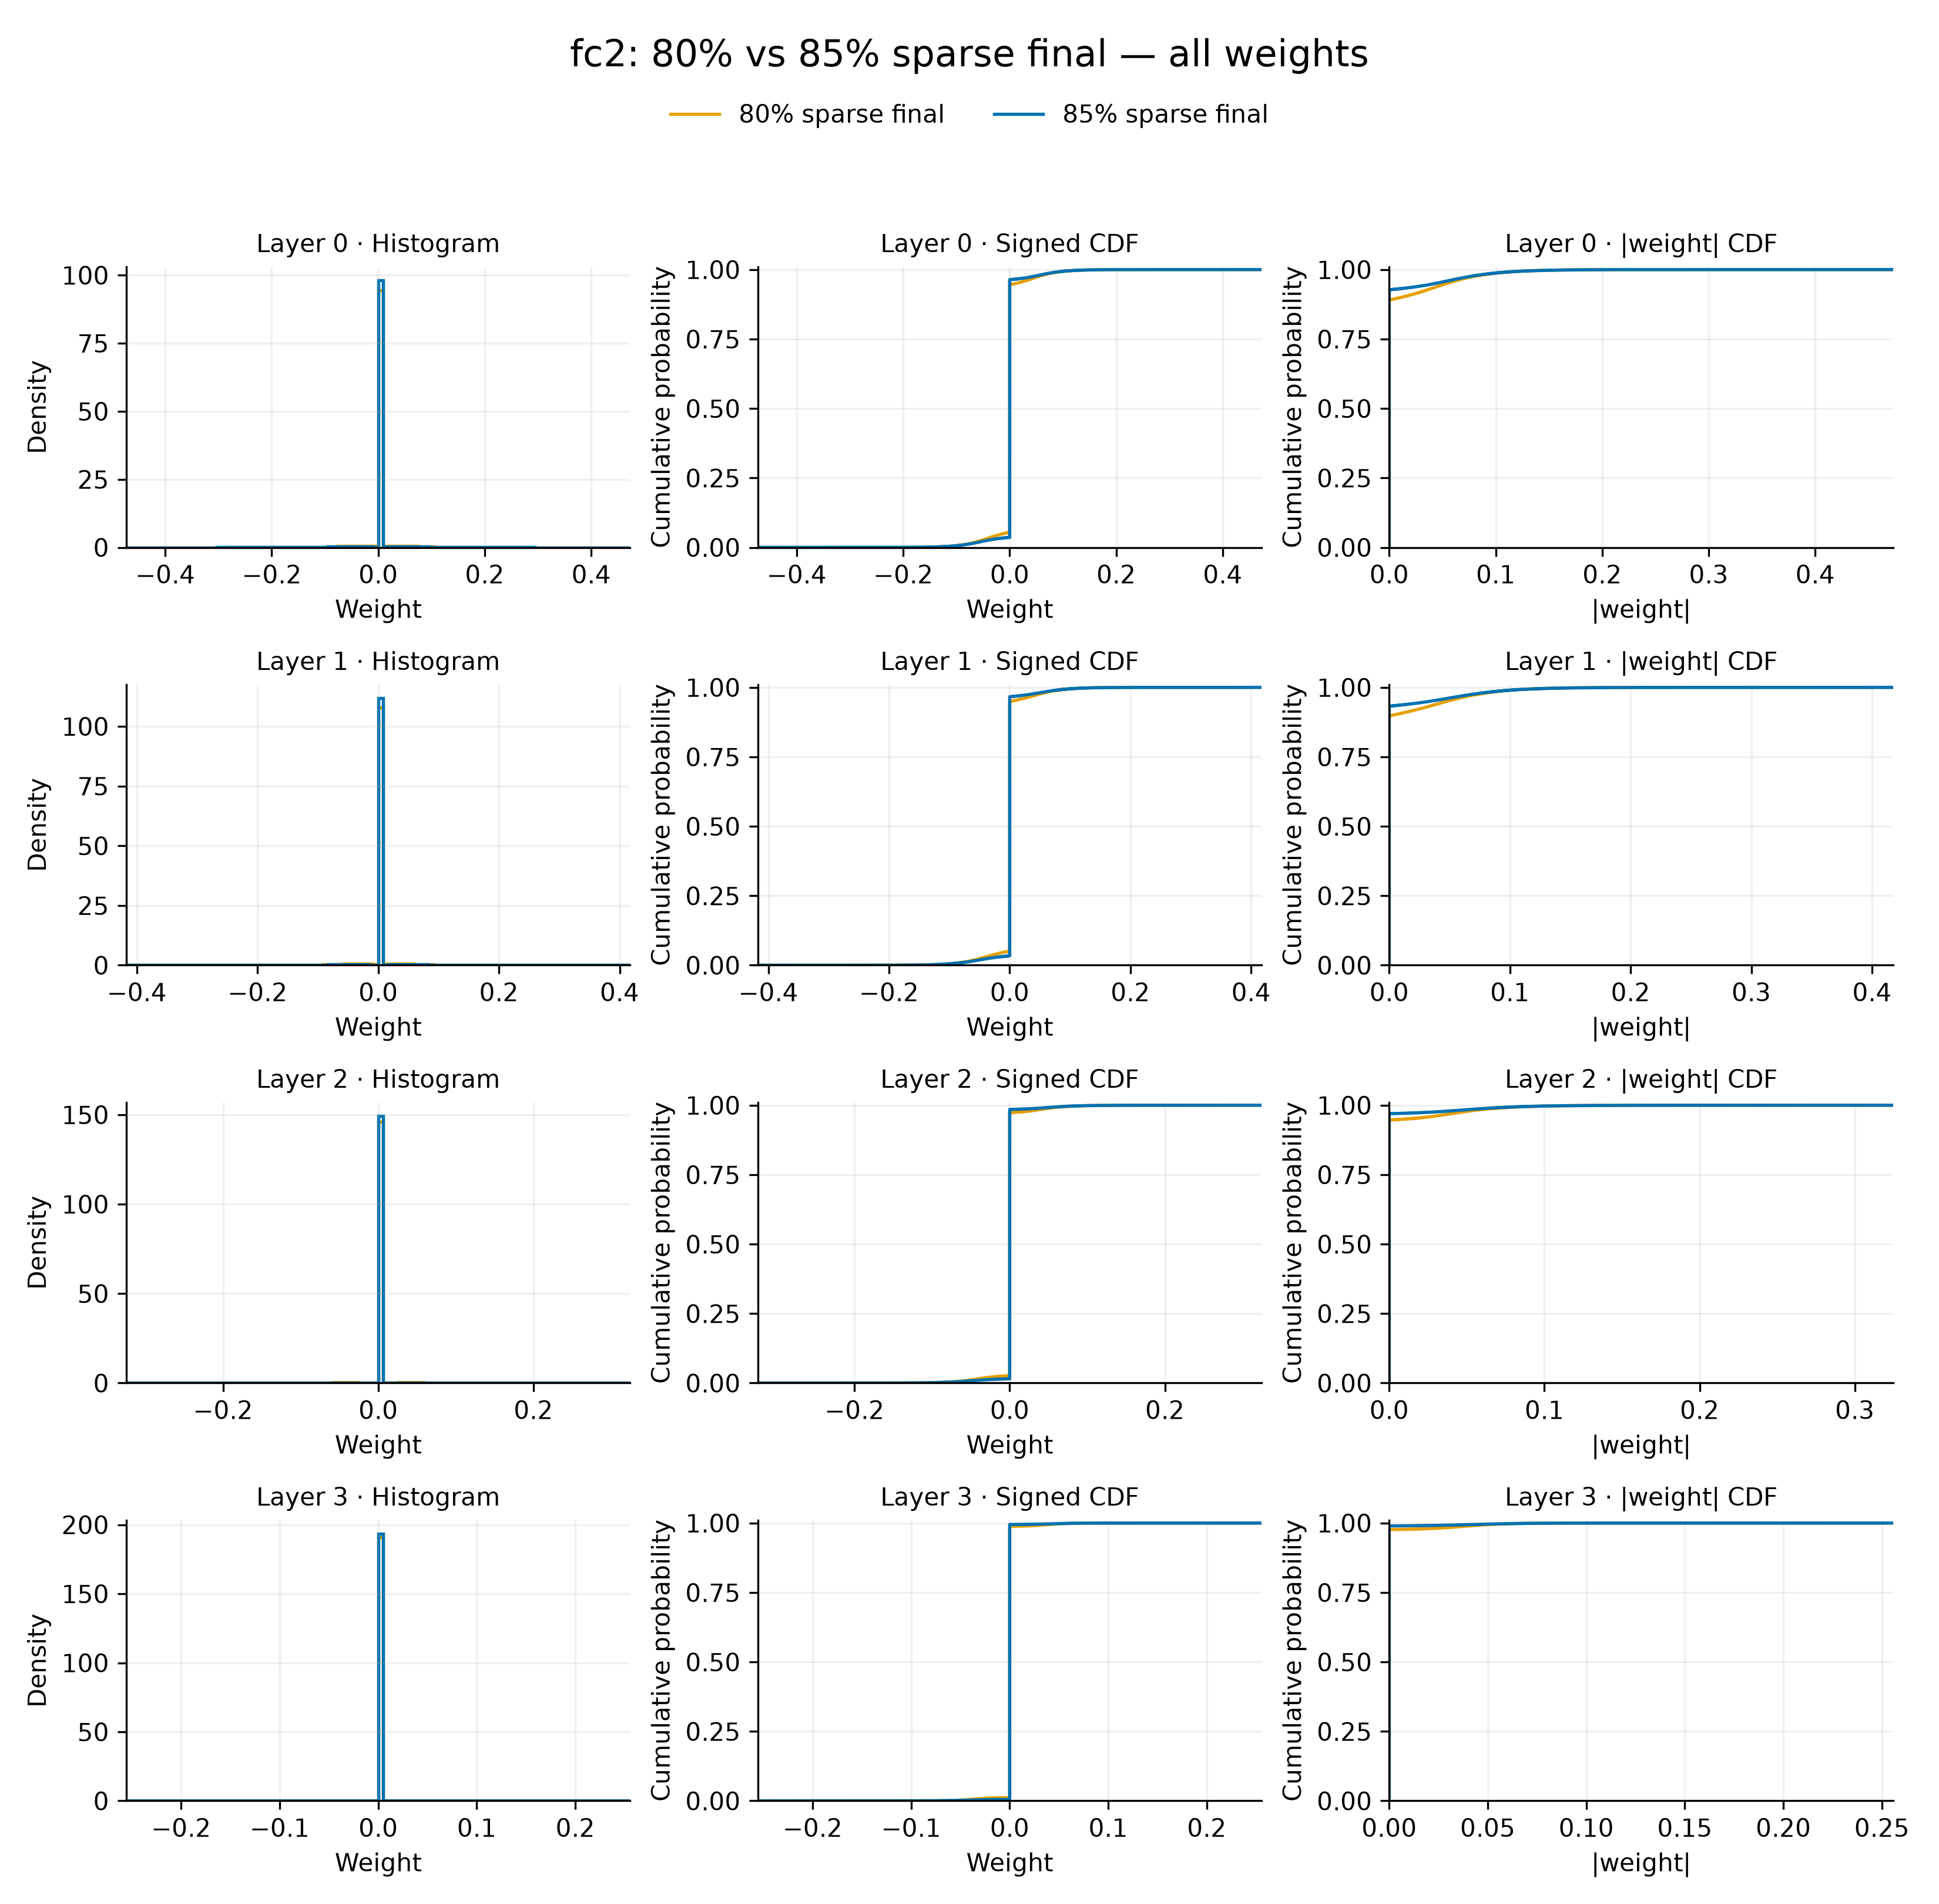 fc2: 80% vs 85% sparse final — all weights
80% sparse final
85% sparse final
Layer 0 · Histogram
Density
100
75
50
25
0
−0.4
−0.2
0.0
0.2
0.4
Weight
Layer 0 · Signed CDF
Cumulative probability
1.00
0.75
0.50
0.25
0.00
−0.4
−0.2
0.0
0.2
0.4
Weight
Layer 0 · |weight| CDF
Cumulative probability
1.00
0.75
0.50
0.25
0.00
0.0
0.1
0.2
0.3
0.4
|weight|
Layer 1 · Histogram
Density
100
75
50
25
0
−0.4
−0.2
0.0
0.2
0.4
Weight
Layer 1 · Signed CDF
Cumulative probability
1.00
0.75
0.50
0.25
0.00
−0.4
−0.2
0.0
0.2
0.4
Weight
Layer 1 · |weight| CDF
Cumulative probability
1.00
0.75
0.50
0.25
0.00
0.0
0.1
0.2
0.3
0.4
|weight|
Layer 2 · Histogram
Density
150
100
50
0
−0.2
0.0
0.2
Weight
Layer 2 · Signed CDF
Cumulative probability
1.00
0.75
0.50
0.25
0.00
−0.2
0.0
0.2
Weight
Layer 2 · |weight| CDF
Cumulative probability
1.00
0.75
0.50
0.25
0.00
0.0
0.1
0.2
0.3
|weight|
Layer 3 · Histogram
Density
200
150
100
50
0
−0.2
−0.1
0.0
0.1
0.2
Weight
Layer 3 · Signed CDF
Cumulative probability
1.00
0.75
0.50
0.25
0.00
−0.2
−0.1
0.0
0.1
0.2
Weight
Layer 3 · |weight| CDF
Cumulative probability
1.00
0.75
0.50
0.25
0.00
0.00
0.05
0.10
0.15
0.20
0.25
|weight|